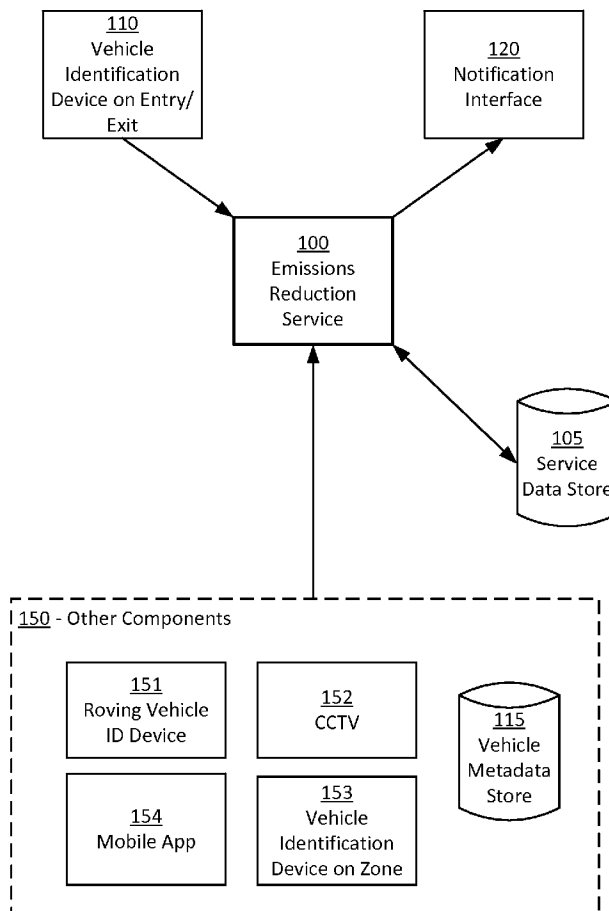 110
Vehicle
Identification
Device on Entry/
Exit
120
Notification
Interface
100
Emissions
Reduction
Service
105
Service
Data Store
150 - Other Components
151
Roving Vehicle
ID Device
152
CCTV
115
Vehicle
Metadata
Store
154
Mobile App
153
Vehicle
Identification
Device on Zone